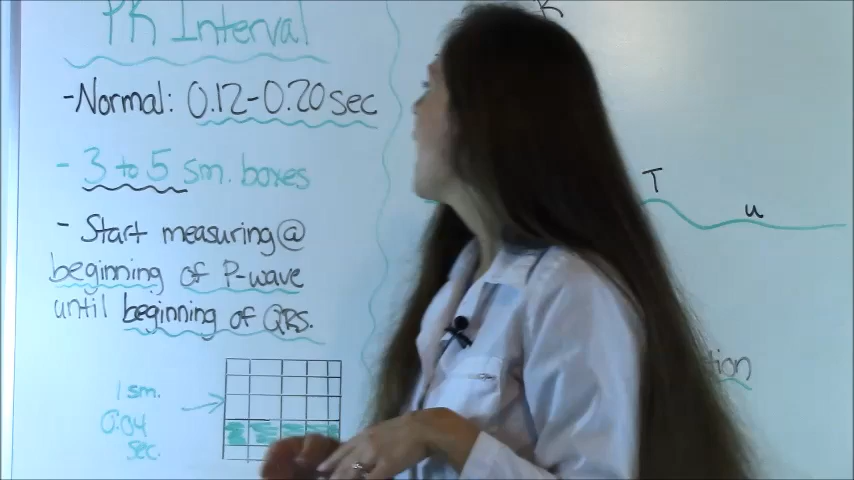 PR Interval
-Normal: 0.12-0.20 sec
- 3 to 5 sm. boxes
- Start measuring @
beginning of P-wave
until beginning of QRS.
1 sm.
0.04
sec.
R
T
u